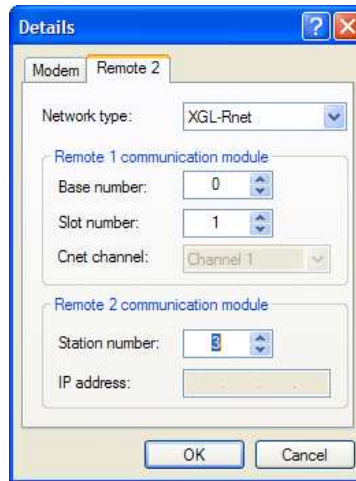 Details
Modem
Remote 2
Network type:
XGL-Rnet
Remote 1 communication module
Base number:
0
Slot number:
1
Cnet channel:
Channel 1
Remote 2 communication module
Station number:
3
IP address:
. . .
OK
Cancel